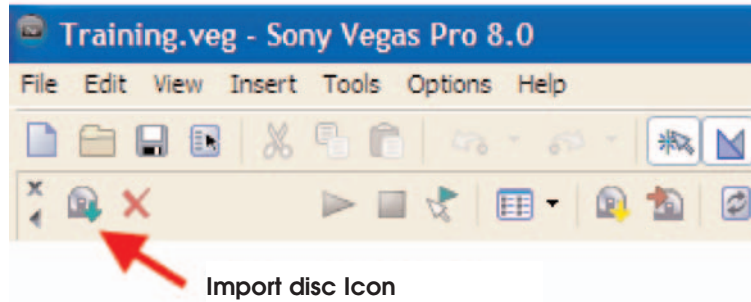 Training.veg - Sony Vegas Pro 8.0
File Edit View Insert Tools Options Help
Import disc Icon